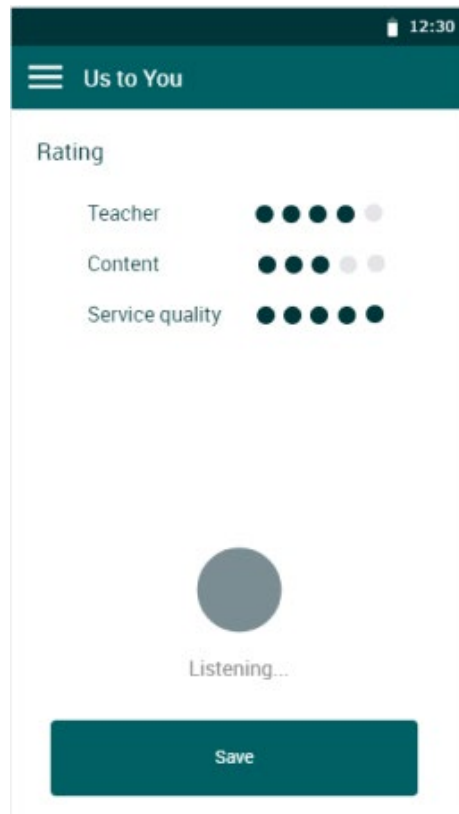 12:30
Us to You
Rating
Teacher
Content
Service quality
Listening...
Save